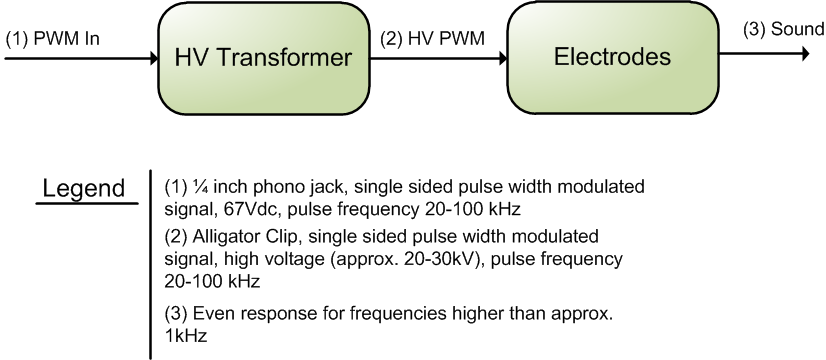 (1) PWM In
HV Transformer
(2) HV PWM
Electrodes
(3) Sound
Legend
(1) ¼ inch phono jack, single sided pulse width modulated
signal, 67Vdc, pulse frequency 20-100 kHz
(2) Alligator Clip, single sided pulse width modulated
signal, high voltage (approx. 20-30kV), pulse frequency
20-100 kHz
(3) Even response for frequencies higher than approx.
1kHz